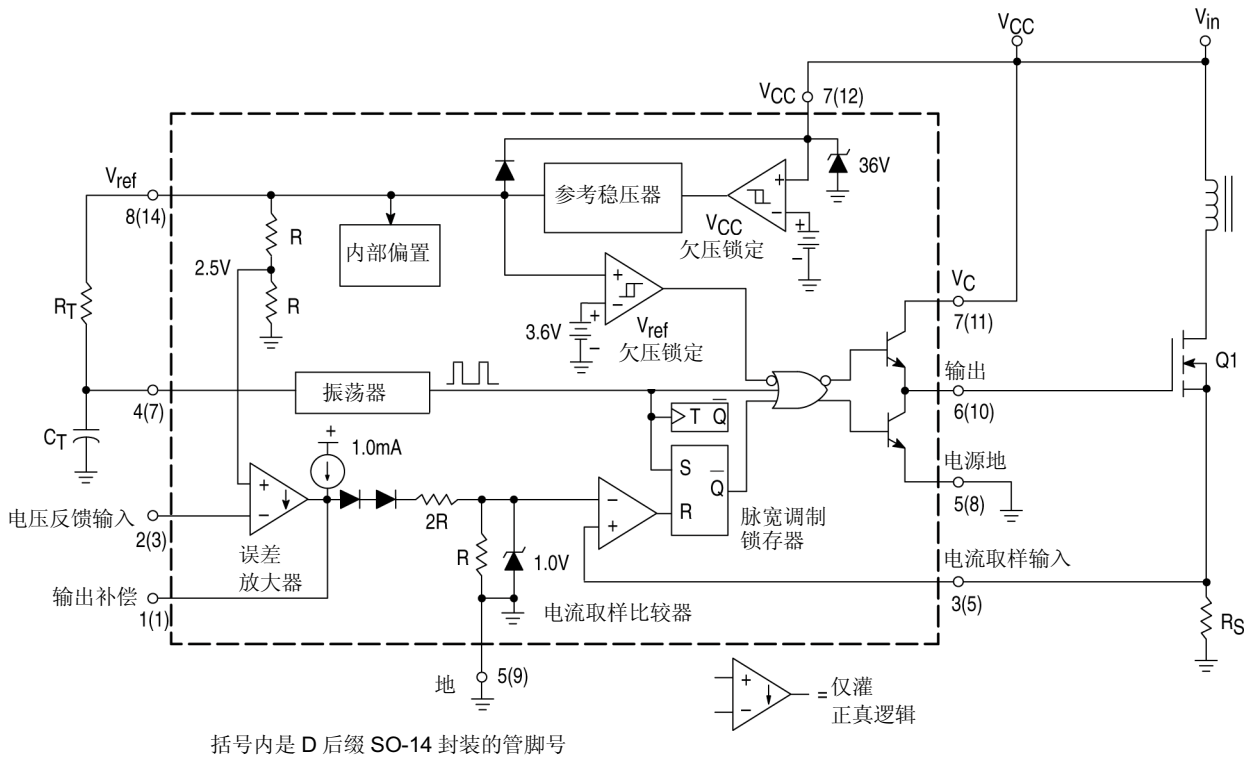 VCC
Vin
VCC
7(12)
Vref
8(14)
36V
参考稳压器
+
−
VCC
欠压锁定
+
−
R
内部偏置
2.5V
R
RT
+
−
3.6V
+
−
Vref
欠压锁定
VC
7(11)
Q1
输出
6(10)
振荡器
4(7)
CT
T Q
+
1.0mA
S
Q
R
+
−
电源地
5(8)
电压反馈输入
2(3)
2R
−
+
脉宽调制
锁存器
误差
放大器
R
1.0V
电流取样输入
3(5)
输出补偿
1(1)
电流取样比较器
RS
地
5(9)
+
−
=
仅灌
正真逻辑
括号内是 D 后缀 SO-14 封装的管脚号